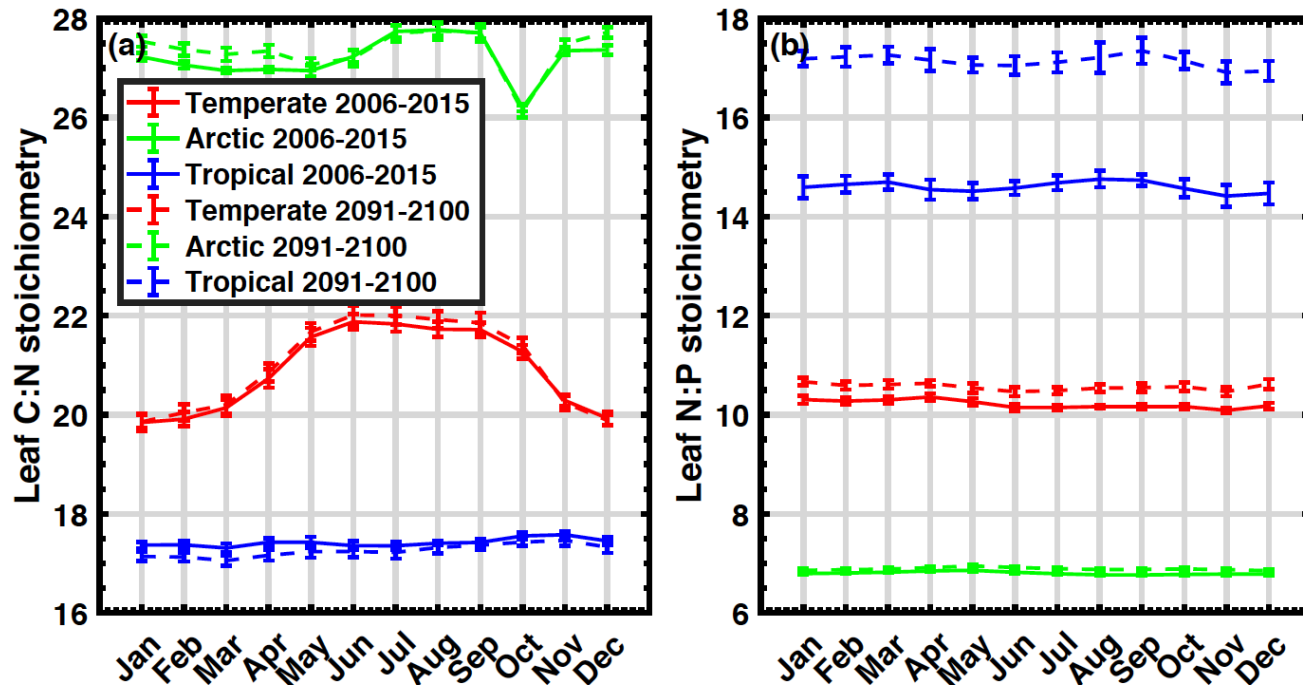 (a)
Leaf C:N stoichiometry
28
26
24
22
20
18
16
Temperate 2006-2015
Arctic 2006-2015
Tropical 2006-2015
Temperate 2091-2100
Arctic 2091-2100
Tropical 2091-2100
Jan Feb Mar Apr May Jun Jul Aug Sep Oct Nov Dec
(b)
Leaf N:P stoichiometry
18
16
14
12
10
8
6
Jan Feb Mar Apr May Jun Jul Aug Sep Oct Nov Dec